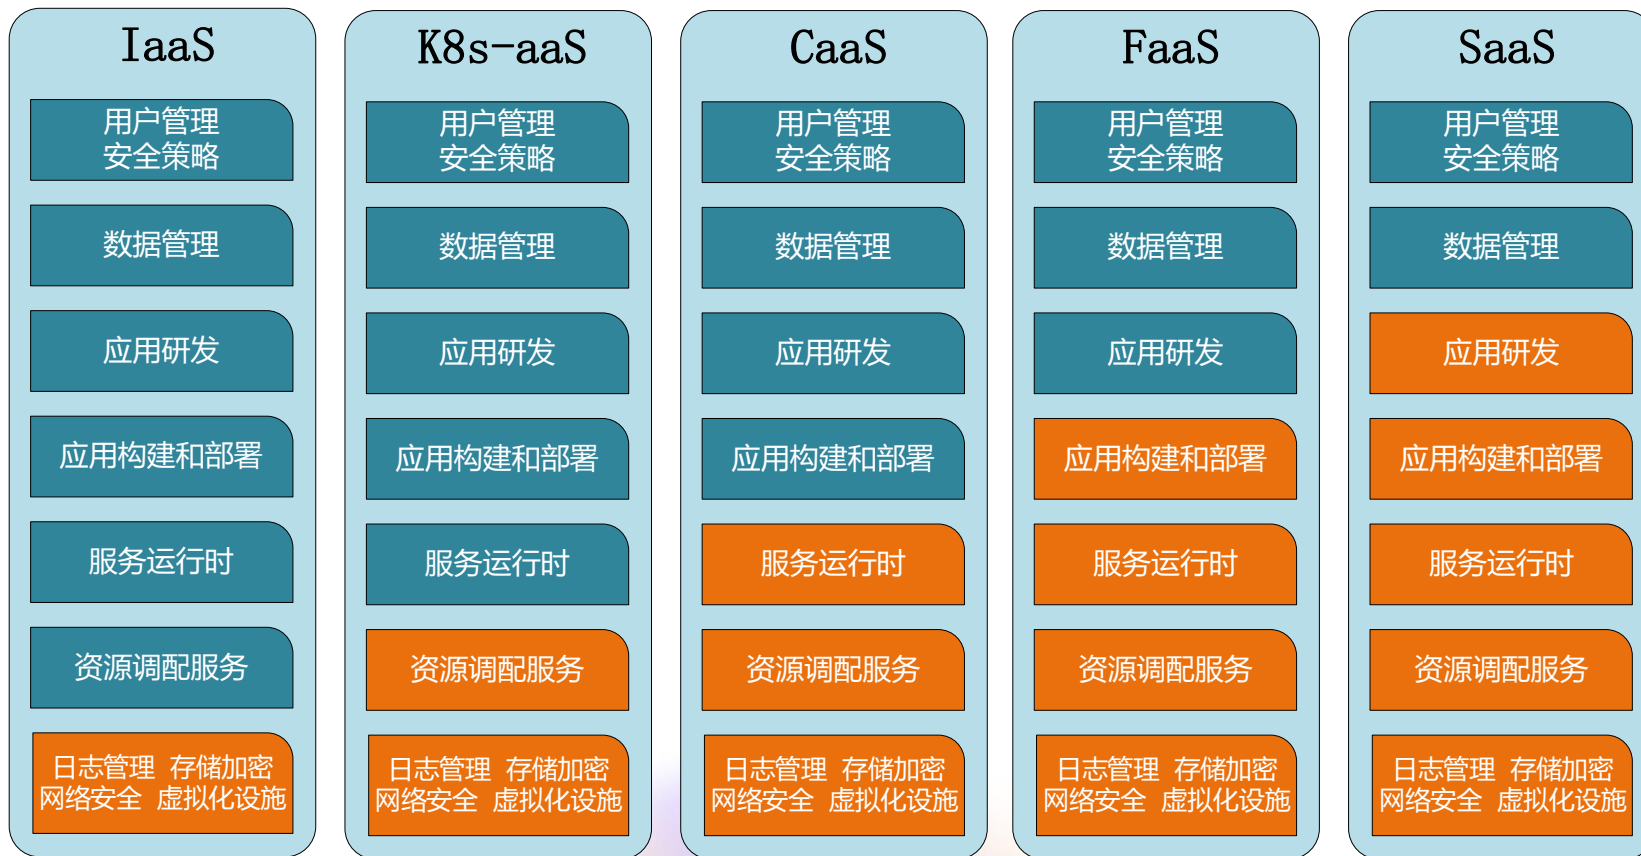 IaaS
用户管理
安全策略
数据管理
应用研发
应用构建和部署
服务运行时
资源调配服务
日志管理 存储加密
网络安全 虚拟化设施
K8s-aaS
用户管理
安全策略
数据管理
应用研发
应用构建和部署
服务运行时
资源调配服务
日志管理 存储加密
网络安全 虚拟化设施
CaaS
用户管理
安全策略
数据管理
应用研发
应用构建和部署
服务运行时
资源调配服务
日志管理 存储加密
网络安全 虚拟化设施
FaaS
用户管理
安全策略
数据管理
应用研发
应用构建和部署
服务运行时
资源调配服务
日志管理 存储加密
网络安全 虚拟化设施
SaaS
用户管理
安全策略
数据管理
应用研发
应用构建和部署
服务运行时
资源调配服务
日志管理 存储加密
网络安全 虚拟化设施